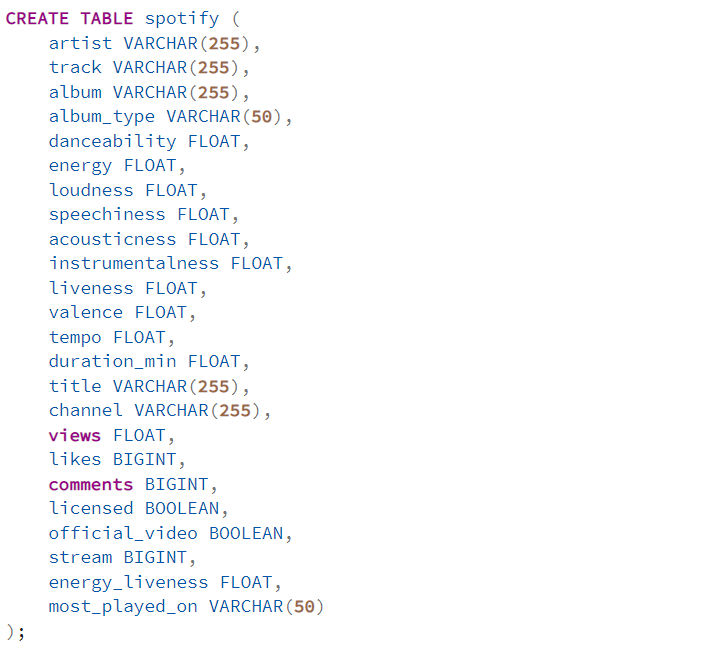 CREATE TABLE spotify (
    artist VARCHAR(255),
    track VARCHAR(255),
    album VARCHAR(255),
    album_type VARCHAR(50),
    danceability FLOAT,
    energy FLOAT,
    loudness FLOAT,
    speechiness FLOAT,
    acousticness FLOAT,
    instrumentalness FLOAT,
    liveness FLOAT,
    valence FLOAT,
    tempo FLOAT,
    duration_min FLOAT,
    title VARCHAR(255),
    channel VARCHAR(255),
    views FLOAT,
    likes BIGINT,
    comments BIGINT,
    licensed BOOLEAN,
    official_video BOOLEAN,
    stream BIGINT,
    energy_liveness FLOAT,
    most_played_on VARCHAR(50)
);